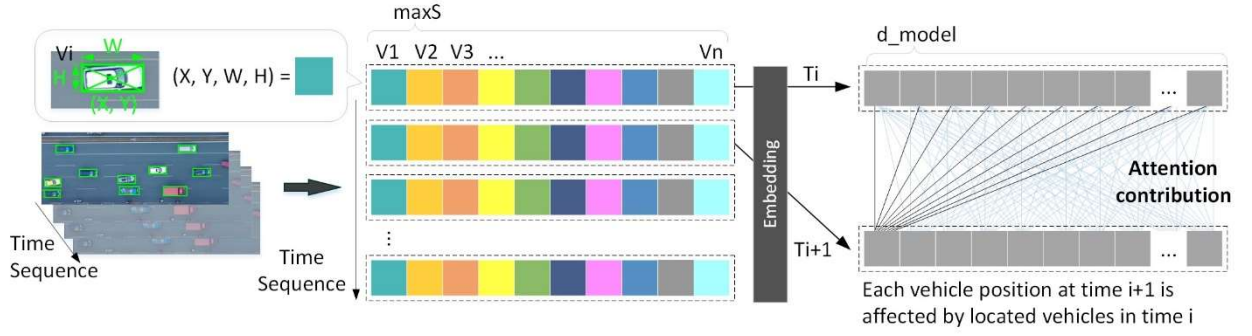 maxS
V1 V2 V3 ... Vn
Vi
W
H
(X, Y)
(X, Y, W, H) =
Time
Sequence
Time
Sequence
⋮
Embedding
Ti
Ti+1
d_model
...
Attention
contribution
...
Each vehicle position at time i+1 is
affected by located vehicles in time i